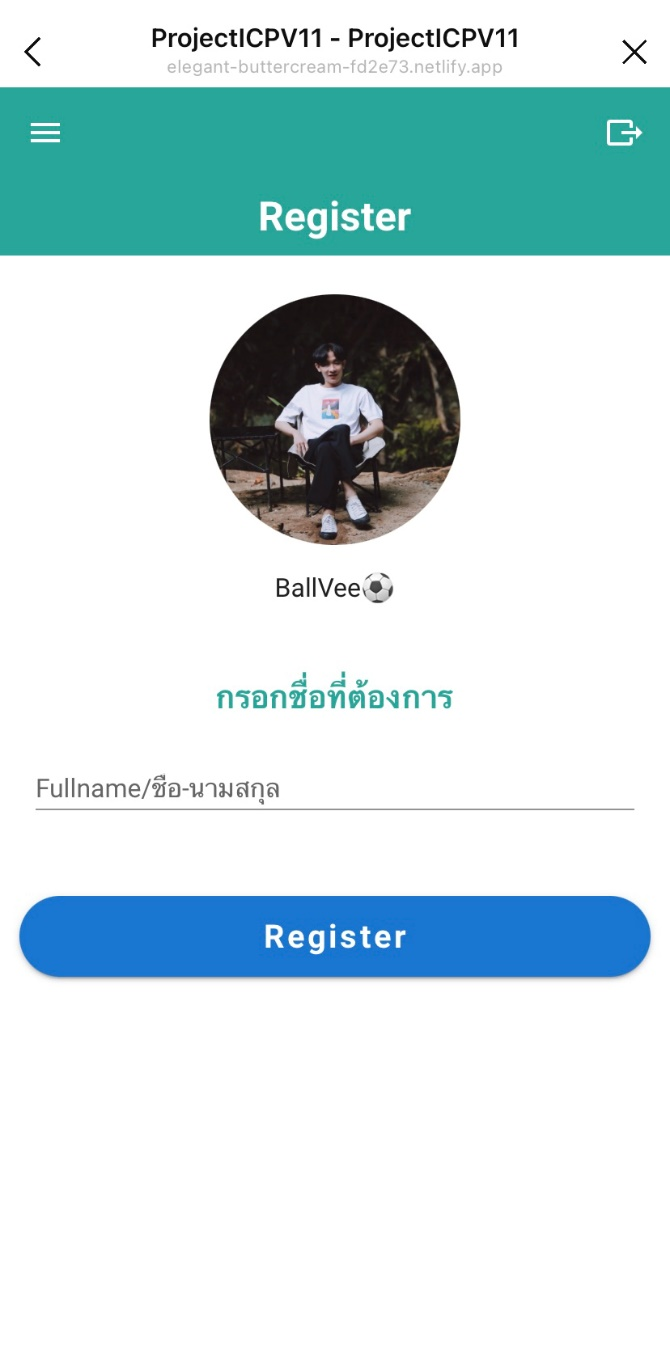 ProjectICPV11 - ProjectICPV11
elegant-buttercream-fd2e73.netlify.app
Register
BallVee⚽
กรอกชื่อที่ต้องการ
Fullname/ชื่อ-นามสกุล
Register